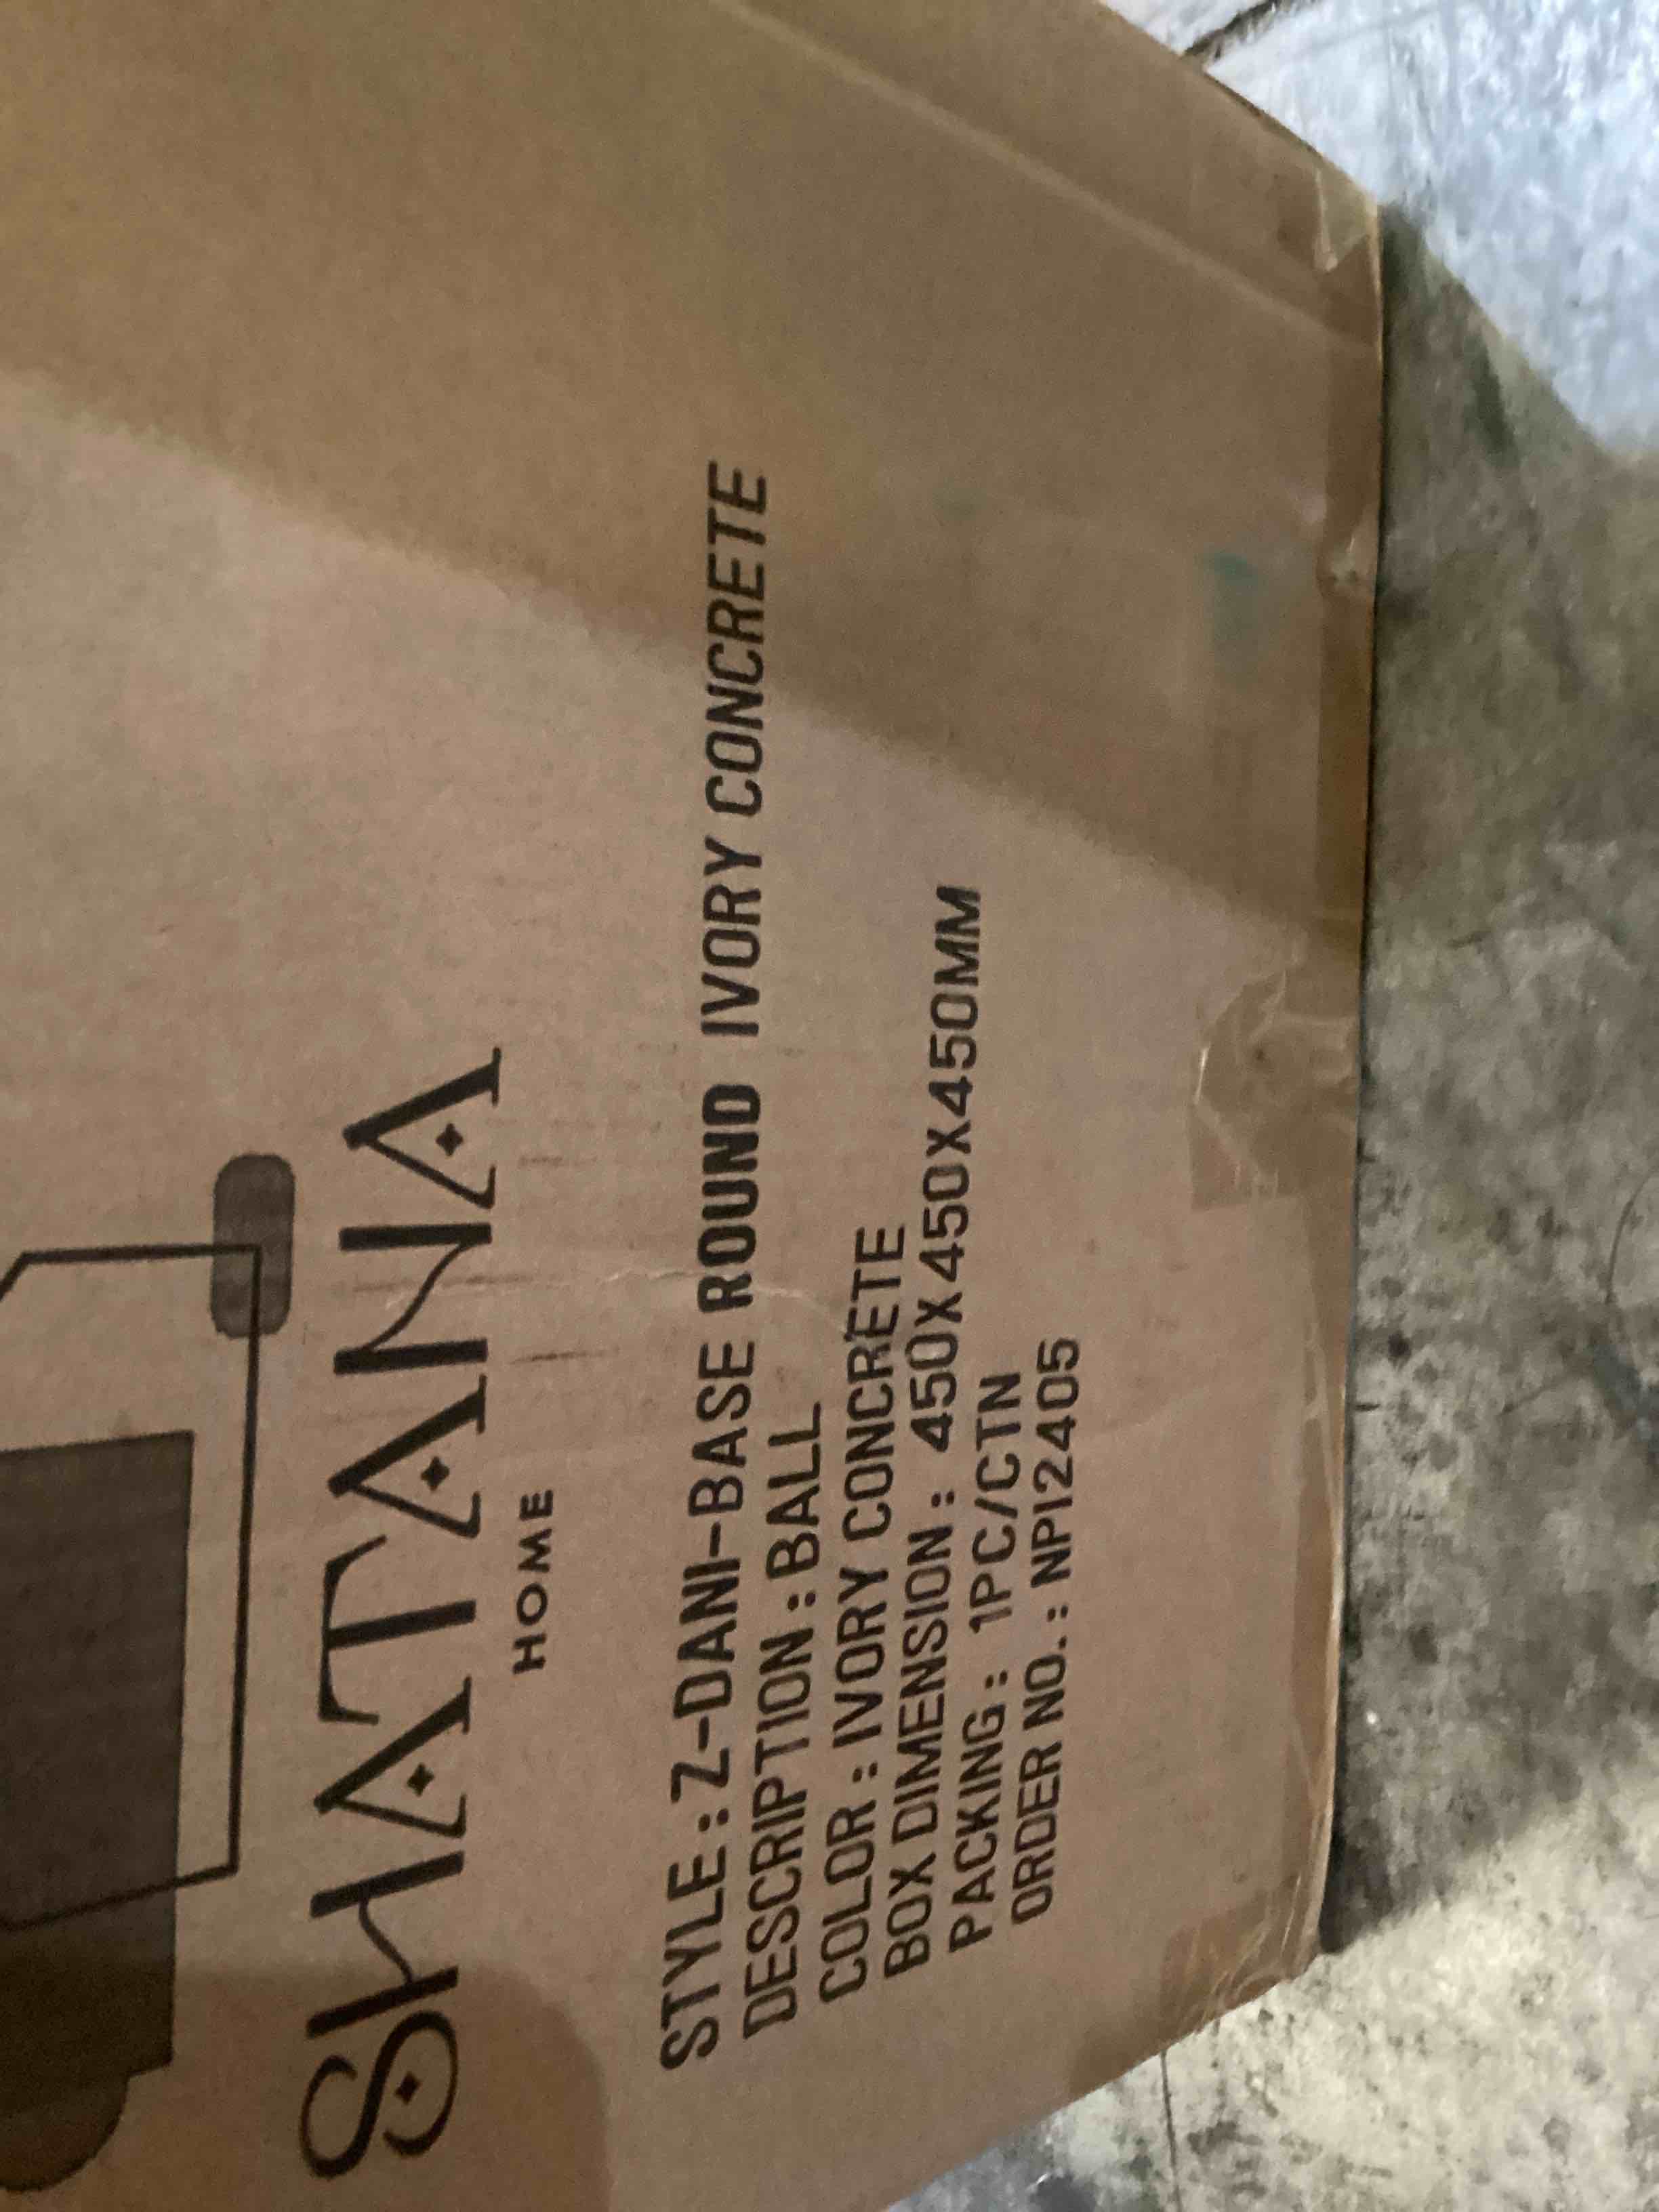 SHATANA
HOME
STYLE : Z-DANI-BASE ROUND IVORY CONCRETE
DESCRIPTION : BALL
COLOR : IVORY CONCRETE
BOX DIMENSION : 450X450X450MM
PACKING : 1PC/CTN
ORDER NO. : NPI2405